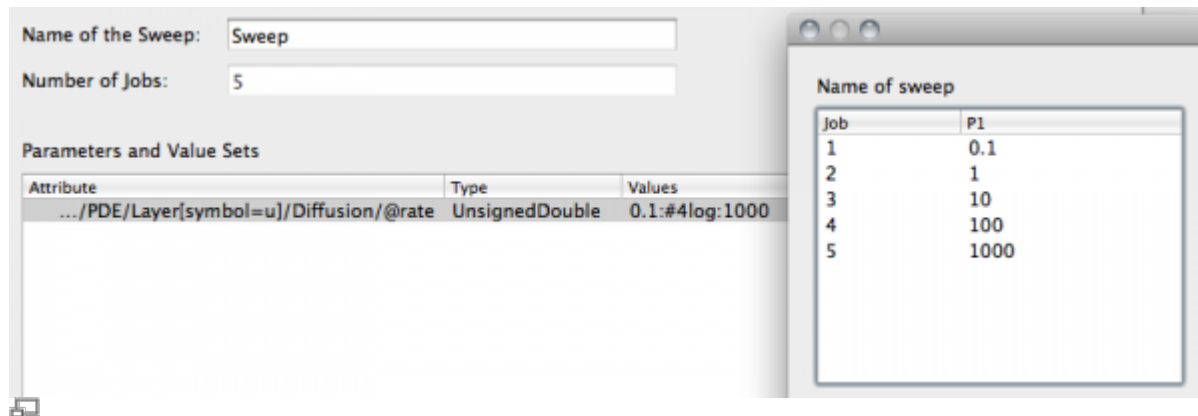 Name of the Sweep: Sweep
Number of Jobs: 5
Parameters and Value Sets
Attribute Type Values
.../PDE/Layer[symbol=u]/Diffusion/@rate UnsignedDouble 0.1:#4log:1000
Name of sweep
Job P1
1 0.1
2 1
3 10
4 100
5 1000